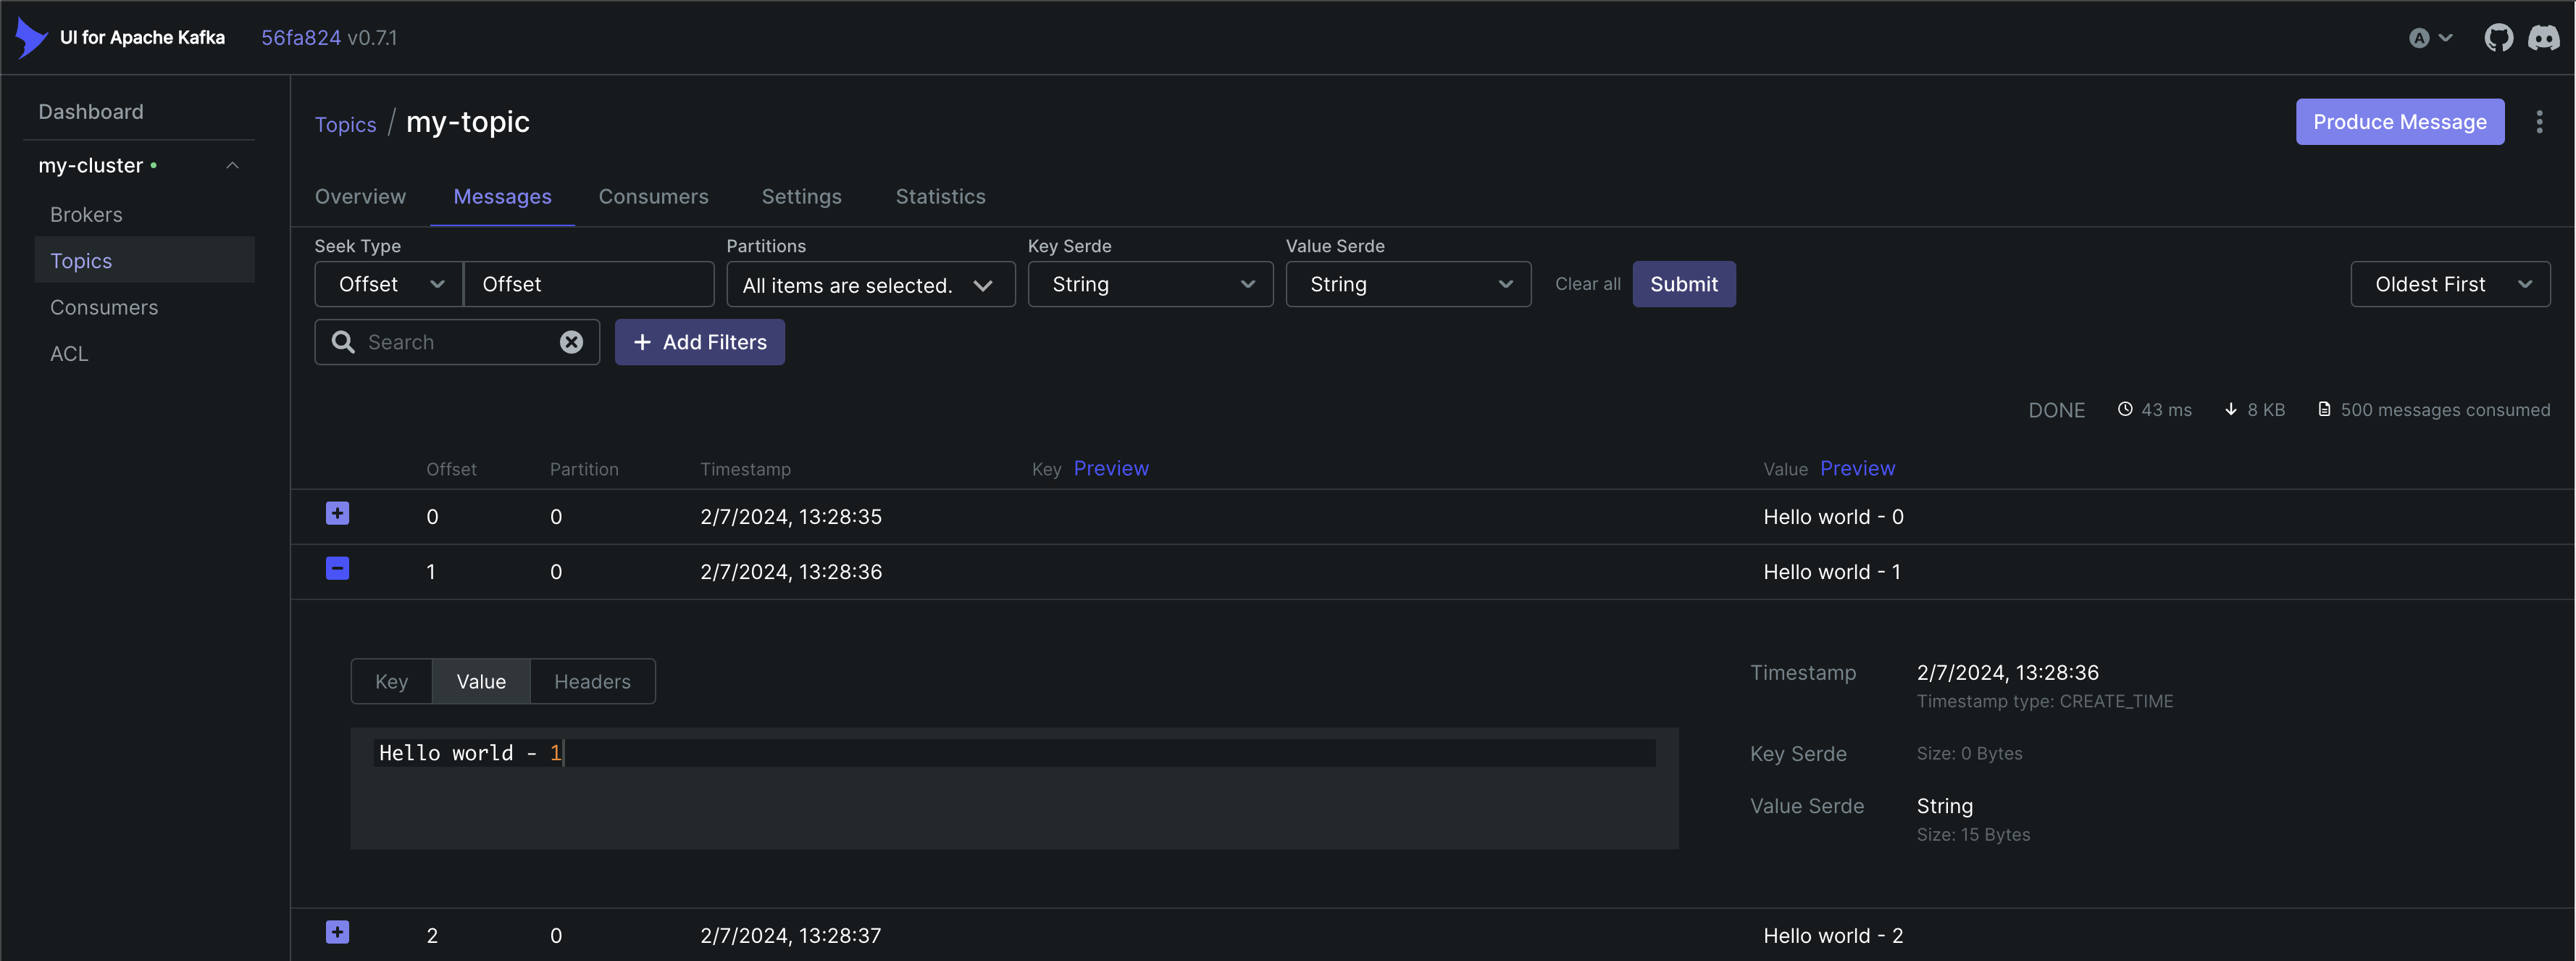 UI for Apache Kafka 56fa824 v0.7.1 A
Dashboard
my-cluster
Brokers
Topics
Consumers
ACL
Topics / my-topic
Produce Message
Overview Messages Consumers Settings Statistics
Seek Type Partitions Key Serde Value Serde
Offset Offset All items are selected. String String Clear all Submit Oldest First
Search Add Filters
DONE 43 ms 8 KB 500 messages consumed
Offset Partition Timestamp Key Preview Value Preview
0 0 2/7/2024, 13:28:35 Hello world - 0
1 0 2/7/2024, 13:28:36 Hello world - 1
Key Value Headers
Hello world - 1
Timestamp 2/7/2024, 13:28:36
Timestamp type: CREATE_TIME
Key Serde Size: 0 Bytes
Value Serde String
Size: 15 Bytes
2 0 2/7/2024, 13:28:37 Hello world - 2